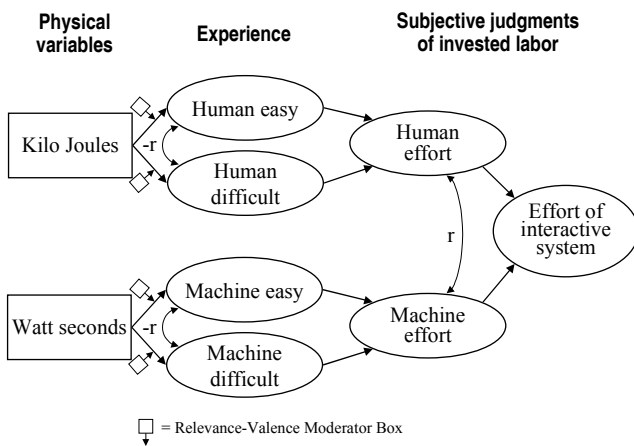 Physical
variables
Experience
Subjective judgments
of invested labor
Kilo Joules
-r
Human easy
Human
difficult
Human
effort
r
Effort of
interactive
system
Watt seconds
-r
Machine easy
Machine
difficult
Machine
effort
= Relevance-Valence Moderator Box